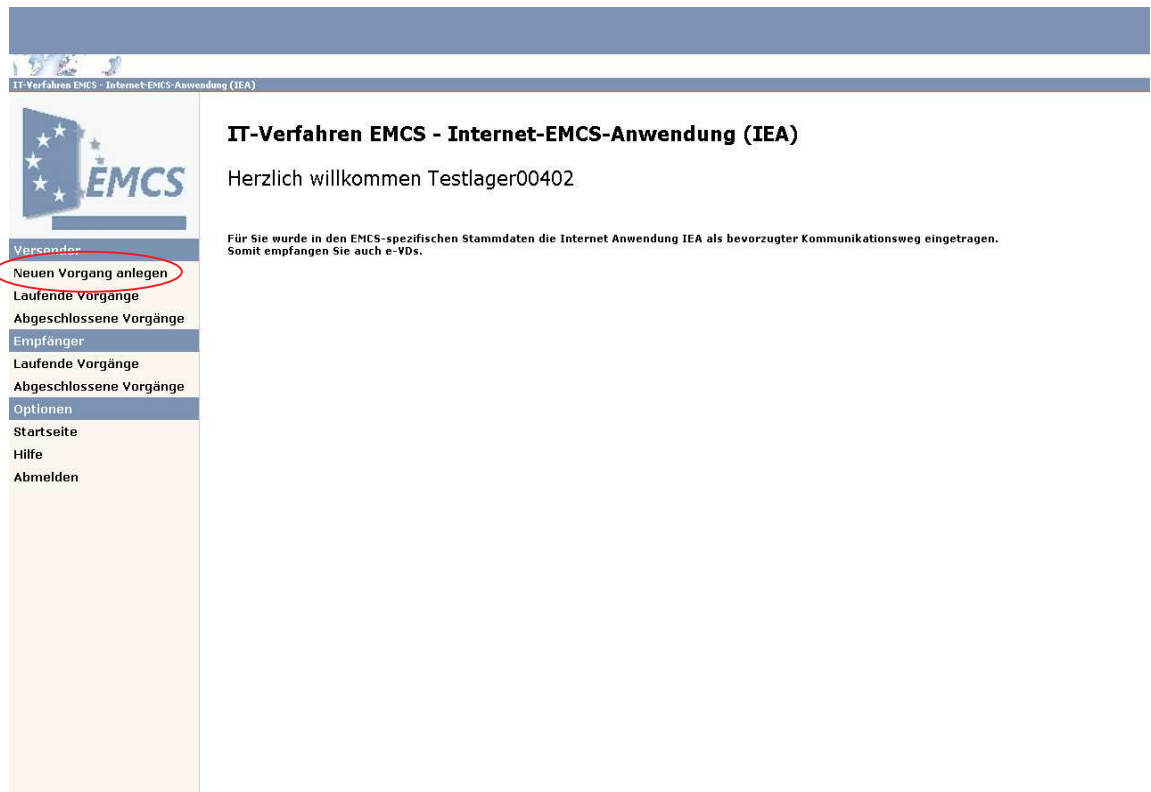 IT-Verfahren EMCS - Internet-EMCS-Anwendung (IEA)
EMCS
IT-Verfahren EMCS - Internet-EMCS-Anwendung (IEA)
Herzlich willkommen Testlager00402
Für Sie wurde in den EMCS-spezifischen Stammdaten die Internet Anwendung IEA als bevorzugter Kommunikationsweg eingetragen.
Somit empfangen Sie auch e-VDs.
Versender
Neuen Vorgang anlegen
Laufende Vorgänge
Abgeschlossene Vorgänge
Empfänger
Laufende Vorgänge
Abgeschlossene Vorgänge
Optionen
Startseite
Hilfe
Abmelden